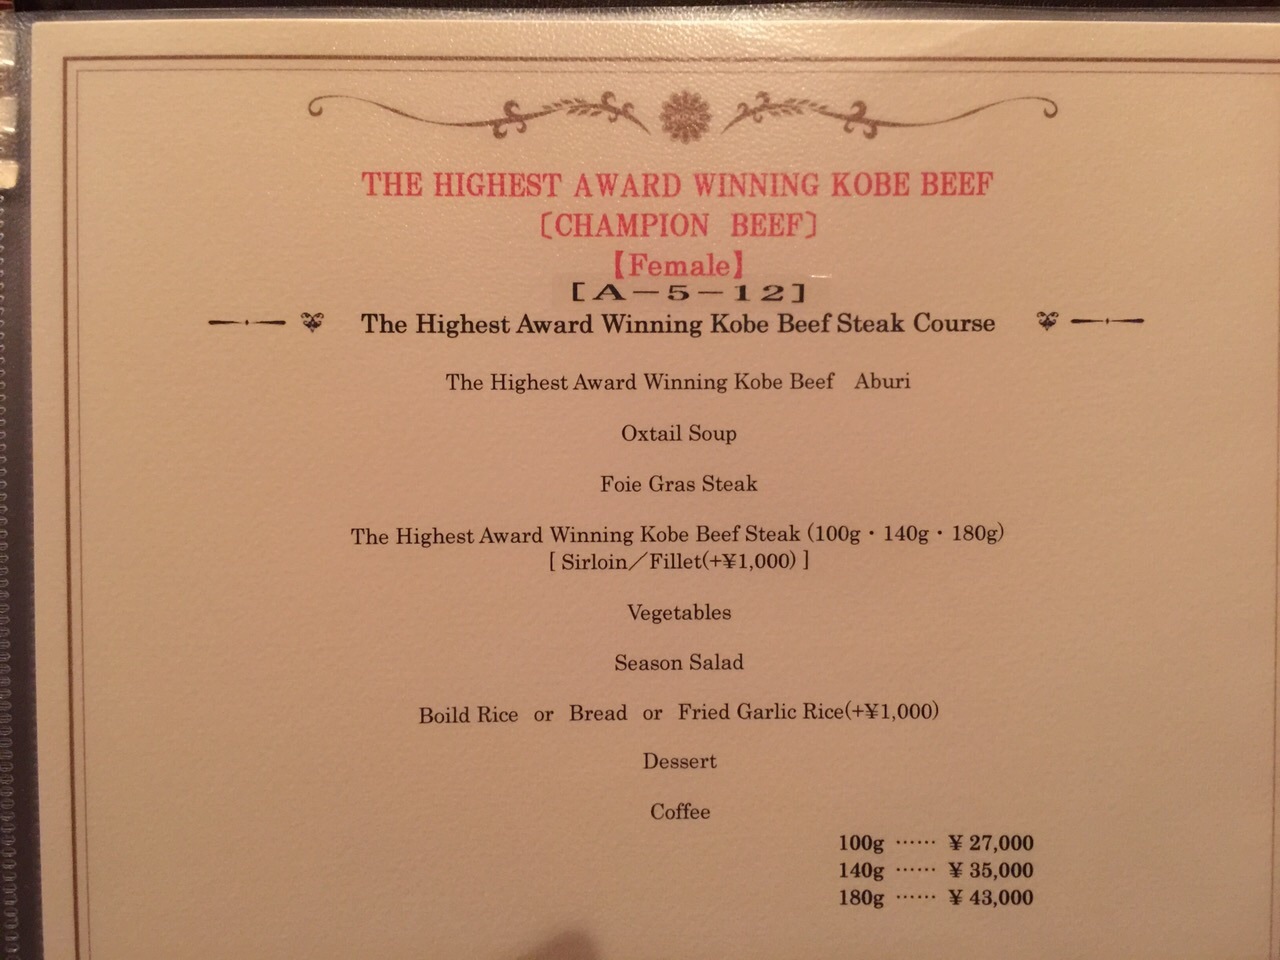 THE HIGHEST AWARD WINNING KOBE BEEF
〔CHAMPION BEEF〕
【Female】
[A－5－12]
The Highest Award Winning Kobe Beef Steak Course
The Highest Award Winning Kobe Beef Aburi
Oxtail Soup
Foie Gras Steak
The Highest Award Winning Kobe Beef Steak (100g・140g・180g)
[ Sirloin／Fillet(+¥1,000) ]
Vegetables
Season Salad
Boild Rice or Bread or Fried Garlic Rice(+¥1,000)
Dessert
Coffee
100g ⋯⋯ ¥ 27,000
140g ⋯⋯ ¥ 35,000
180g ⋯⋯ ¥ 43,000